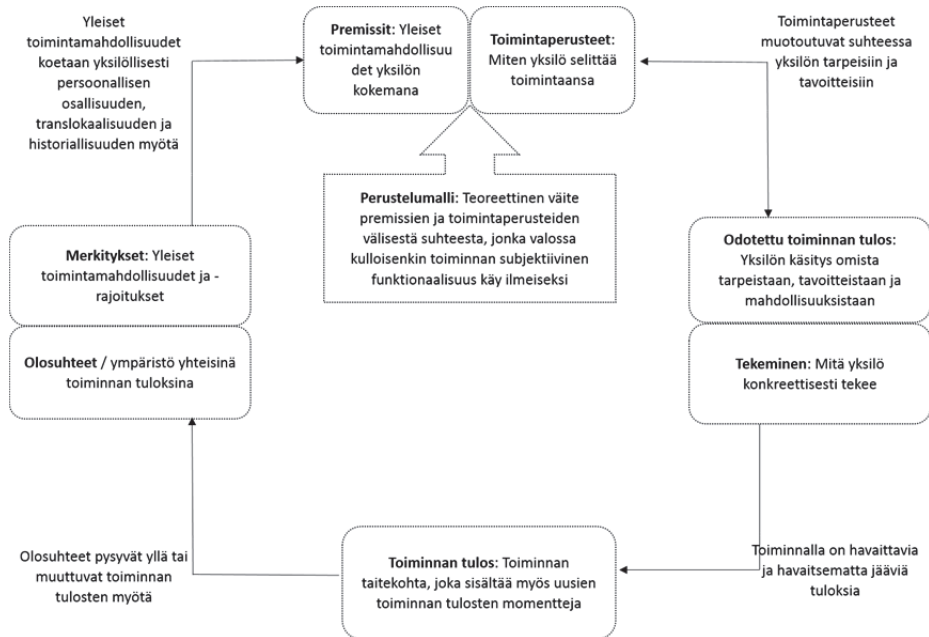 Yleiset
toimintamahdollisuudet
koetaan yksilöllisesti
persoonallisen
osallisuuden,
translokaalisuuden ja
historiallisuuden myötä
Premissit: Yleiset
toimintamahdollisuu
det yksilön
kokemana
Toimintaperusteet:
Miten yksilö selittää
toimintaansa
Toimintaperusteet
muotoutuvat suhteessa
yksilön tarpeisiin ja
tavoitteisiin
Perustelumalli: Teoreettinen väite
premissien ja toimintaperusteiden
välisestä suhteesta, jonka valossa
kulloisenkin toiminnan subjektiivinen
funktionaalisuus käy ilmeiseksi
Merkitykset: Yleiset
toimintamahdollisuudet ja -
rajoitukset
Olosuhteet / ympäristö yhteisinä
toiminnan tuloksina
Odotettu toiminnan tulos:
Yksilön käsitys omista
tarpeistaan, tavoitteistaan ja
mahdollisuuksistaan
Tekeminen: Mitä yksilö
konkreettisesti tekee
Olosuhteet pysyvät yllä tai
muuttuvat toiminnan
tulosten myötä
Toiminnan tulos: Toiminnan
taitekohta, joka sisältää myös uusien
toiminnan tulosten momentteja
Toiminnalla on havaittavia
ja havaitsematta jääviä
tuloksia